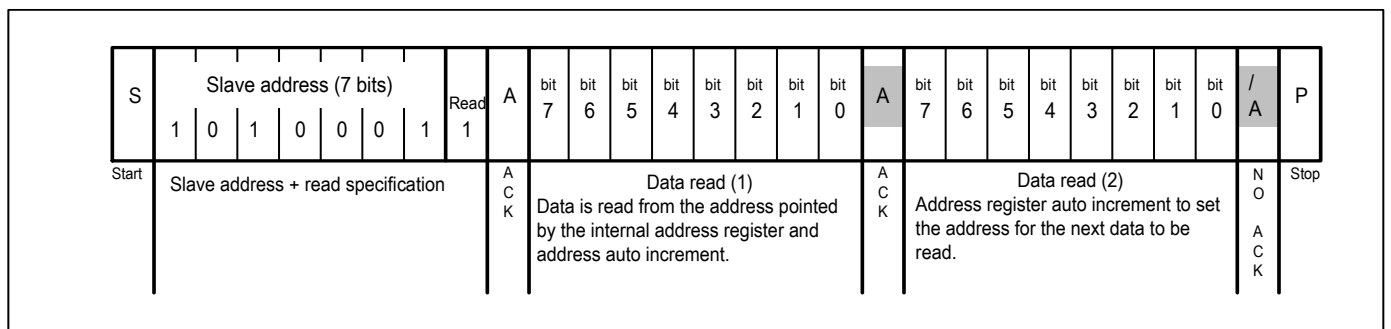 S Slave address (7 bits) Read A bit bit bit bit bit bit bit bit A bit bit bit bit bit bit bit bit / A P
1 0 1 0 0 0 1 1 7 6 5 4 3 2 1 0 7 6 5 4 3 2 1 0
Start
Slave address + read specification
A
C
K
Data read (1)
Data is read from the address pointed
by the internal address register and
address auto increment.
A
C
K
Data read (2)
Address register auto increment to set
the address for the next data to be
read.
N
O
A
C
K
Stop